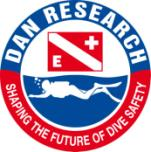 DAN RESEARCH
E
SHAPING THE FUTURE OF DIVE SAFETY